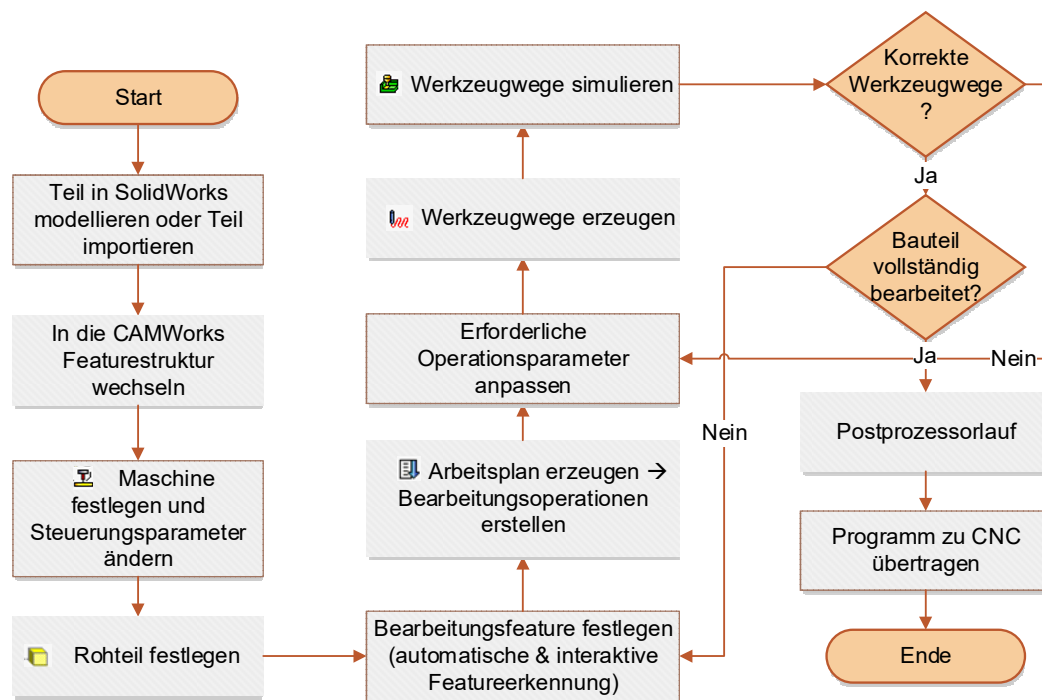 Start
Teil in SolidWorks
modellieren oder Teil
importieren
In die CAMWorks
Featurestruktur
wechseln
Maschine
festlegen und
Steuerungsparameter
ändern
Rohteil festlegen
Bearbeitungsfeature festlegen
(automatische & interaktive
Featureerkennung)
Arbeitsplan erzeugen →
Bearbeitungsoperationen
erstellen
Erforderliche
Operationsparameter
anpassen
Werkzeugwege erzeugen
Werkzeugwege simulieren
Korrekte
Werkzeugwege
?
Ja
Bauteil
vollständig
bearbeitet?
Ja
Nein
Nein
Postprozessorlauf
Programm zu CNC
übertragen
Ende